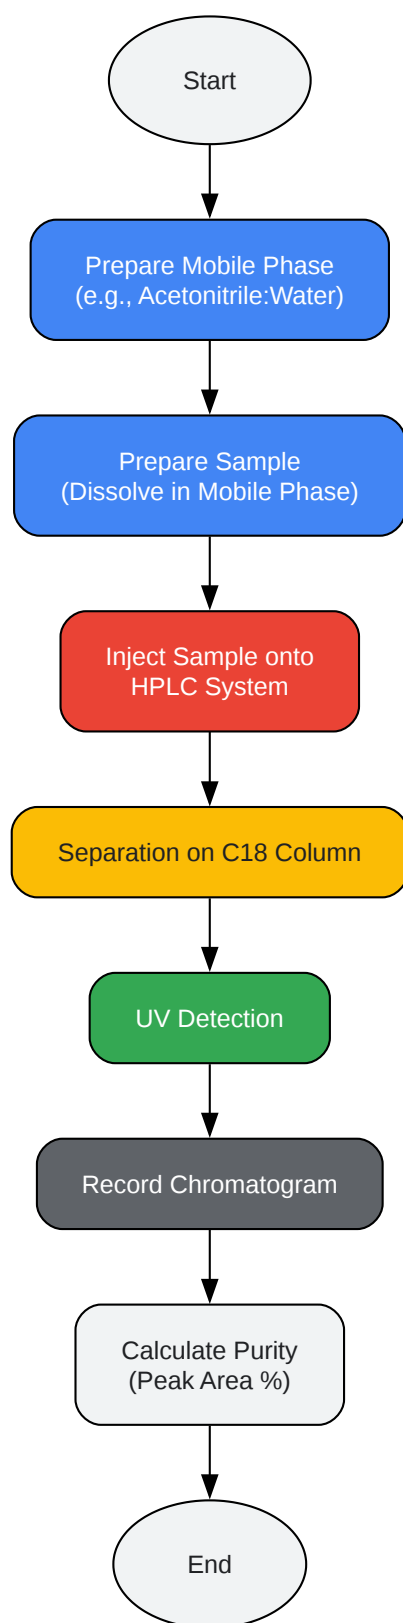 Start
Prepare Mobile Phase
(e.g., Acetonitrile:Water)
Prepare Sample
(Dissolve in Mobile Phase)
Inject Sample onto
HPLC System
Separation on C18 Column
UV Detection
Record Chromatogram
Calculate Purity
(Peak Area %)
End